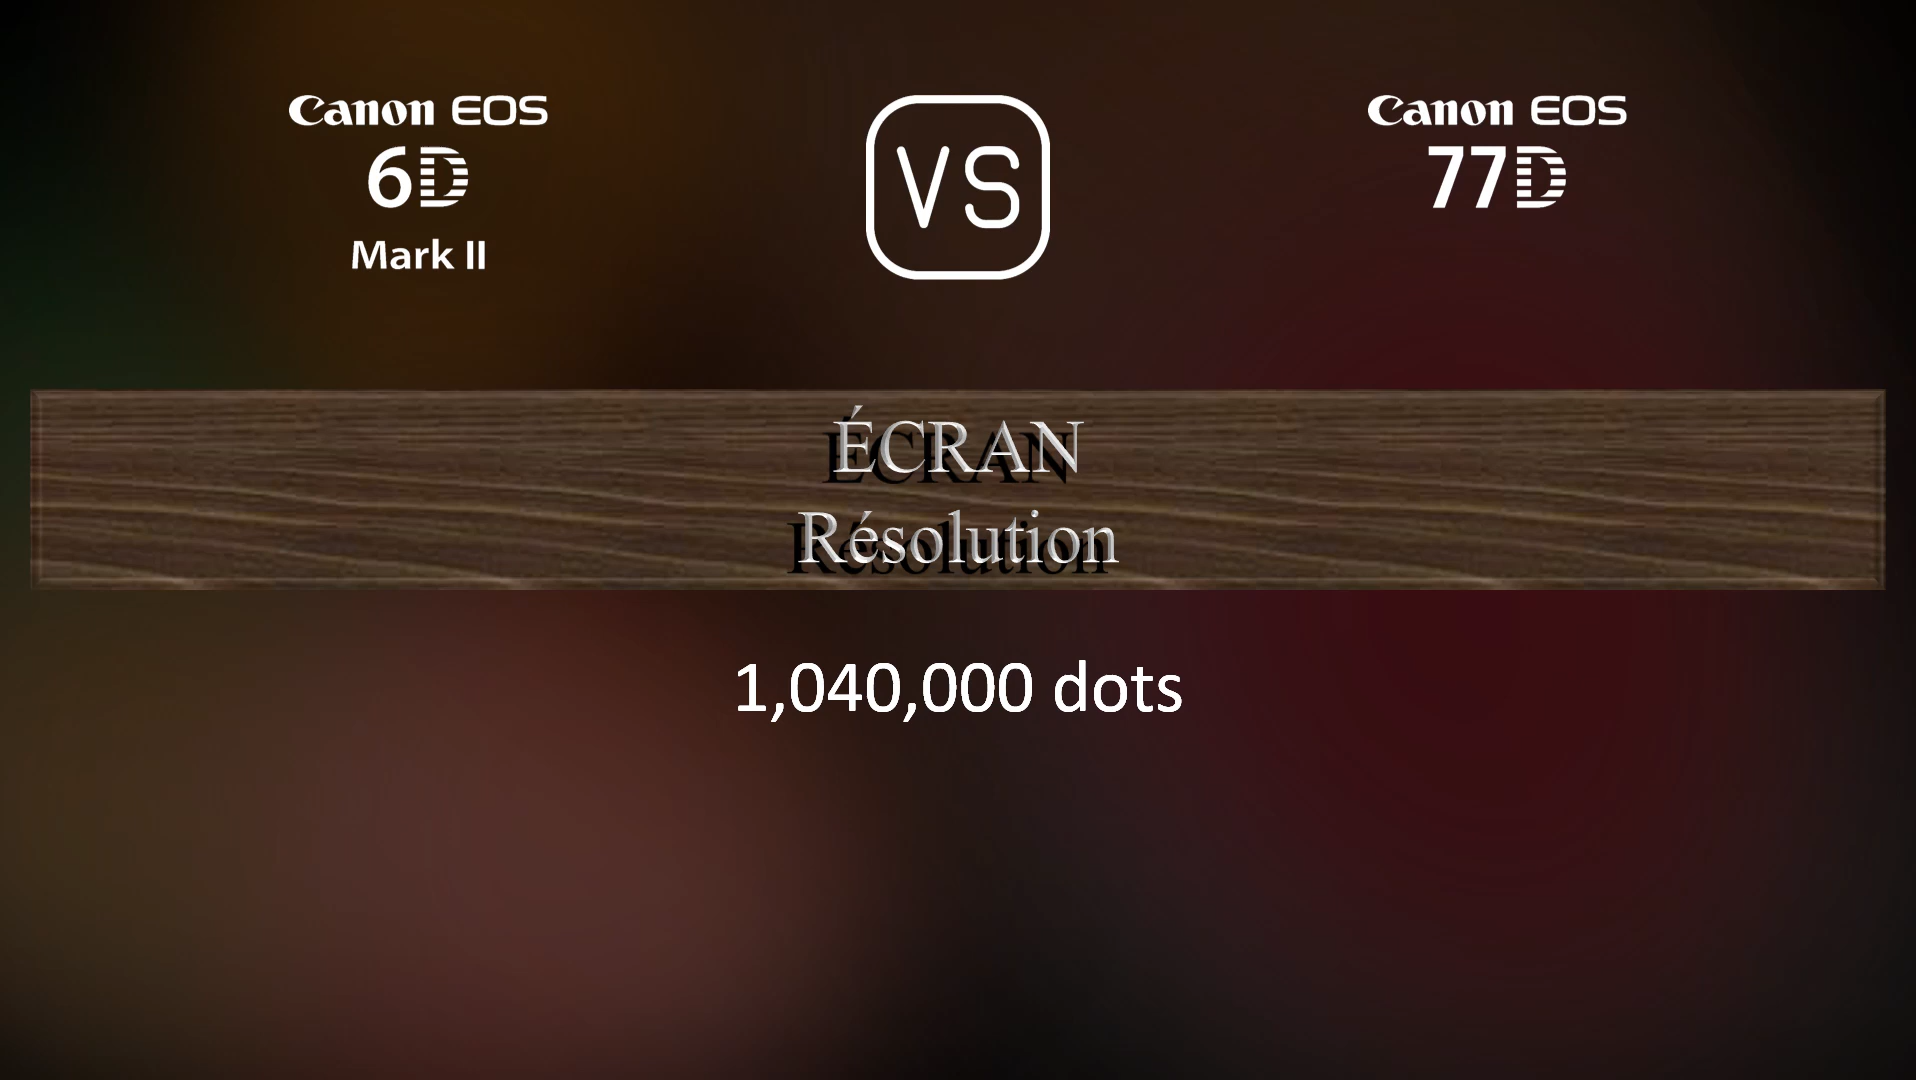 Canon EOS
6D
Mark II
VS
Canon EOS
77D
ÉCRAN
Résolution
1,040,000 dots